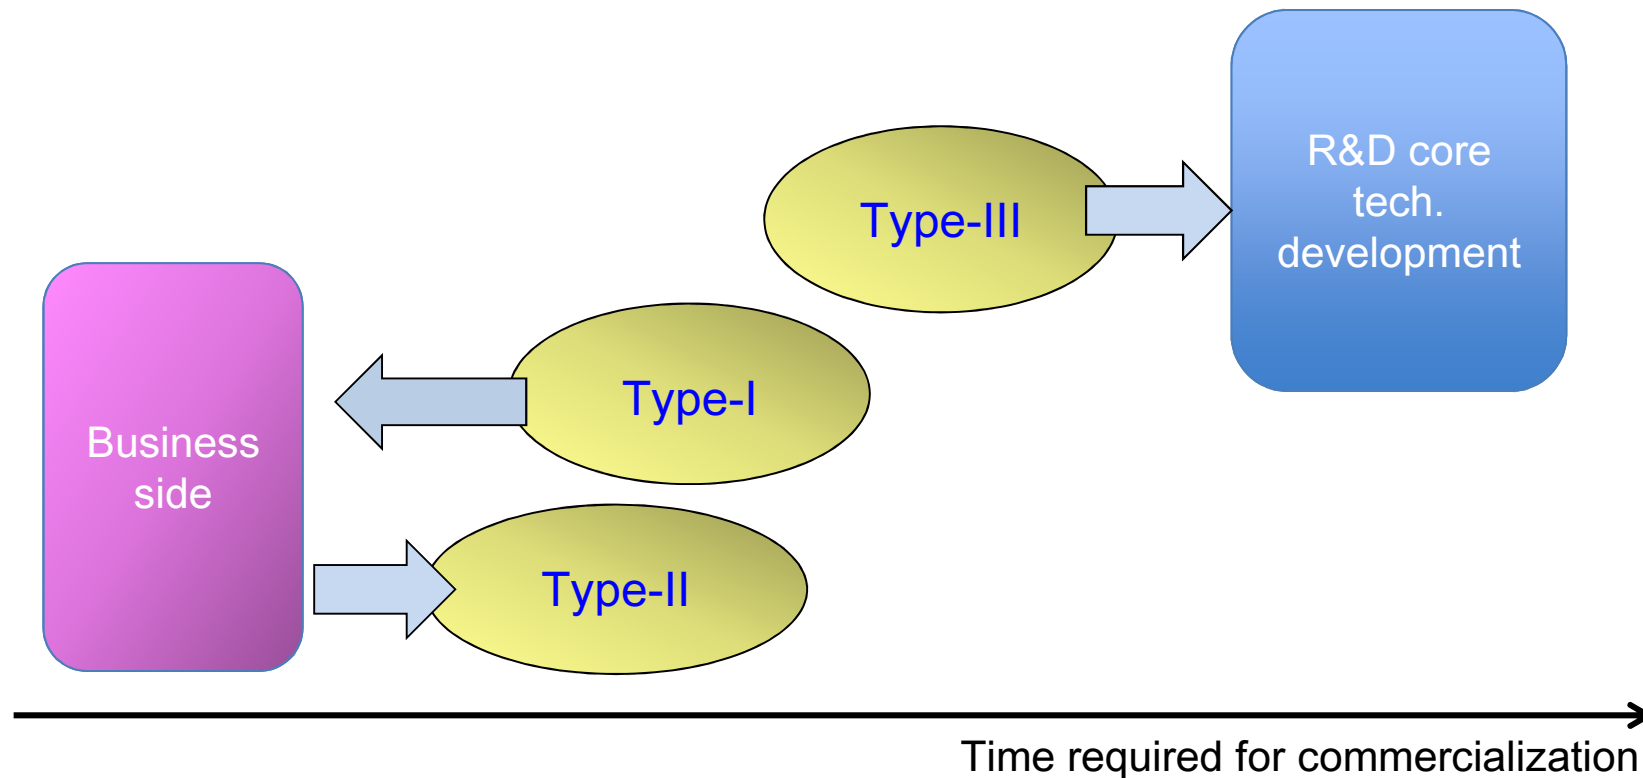 R&D core
tech.
development
Type-III
Type-I
Business
side
Type-II
Time required for commercialization